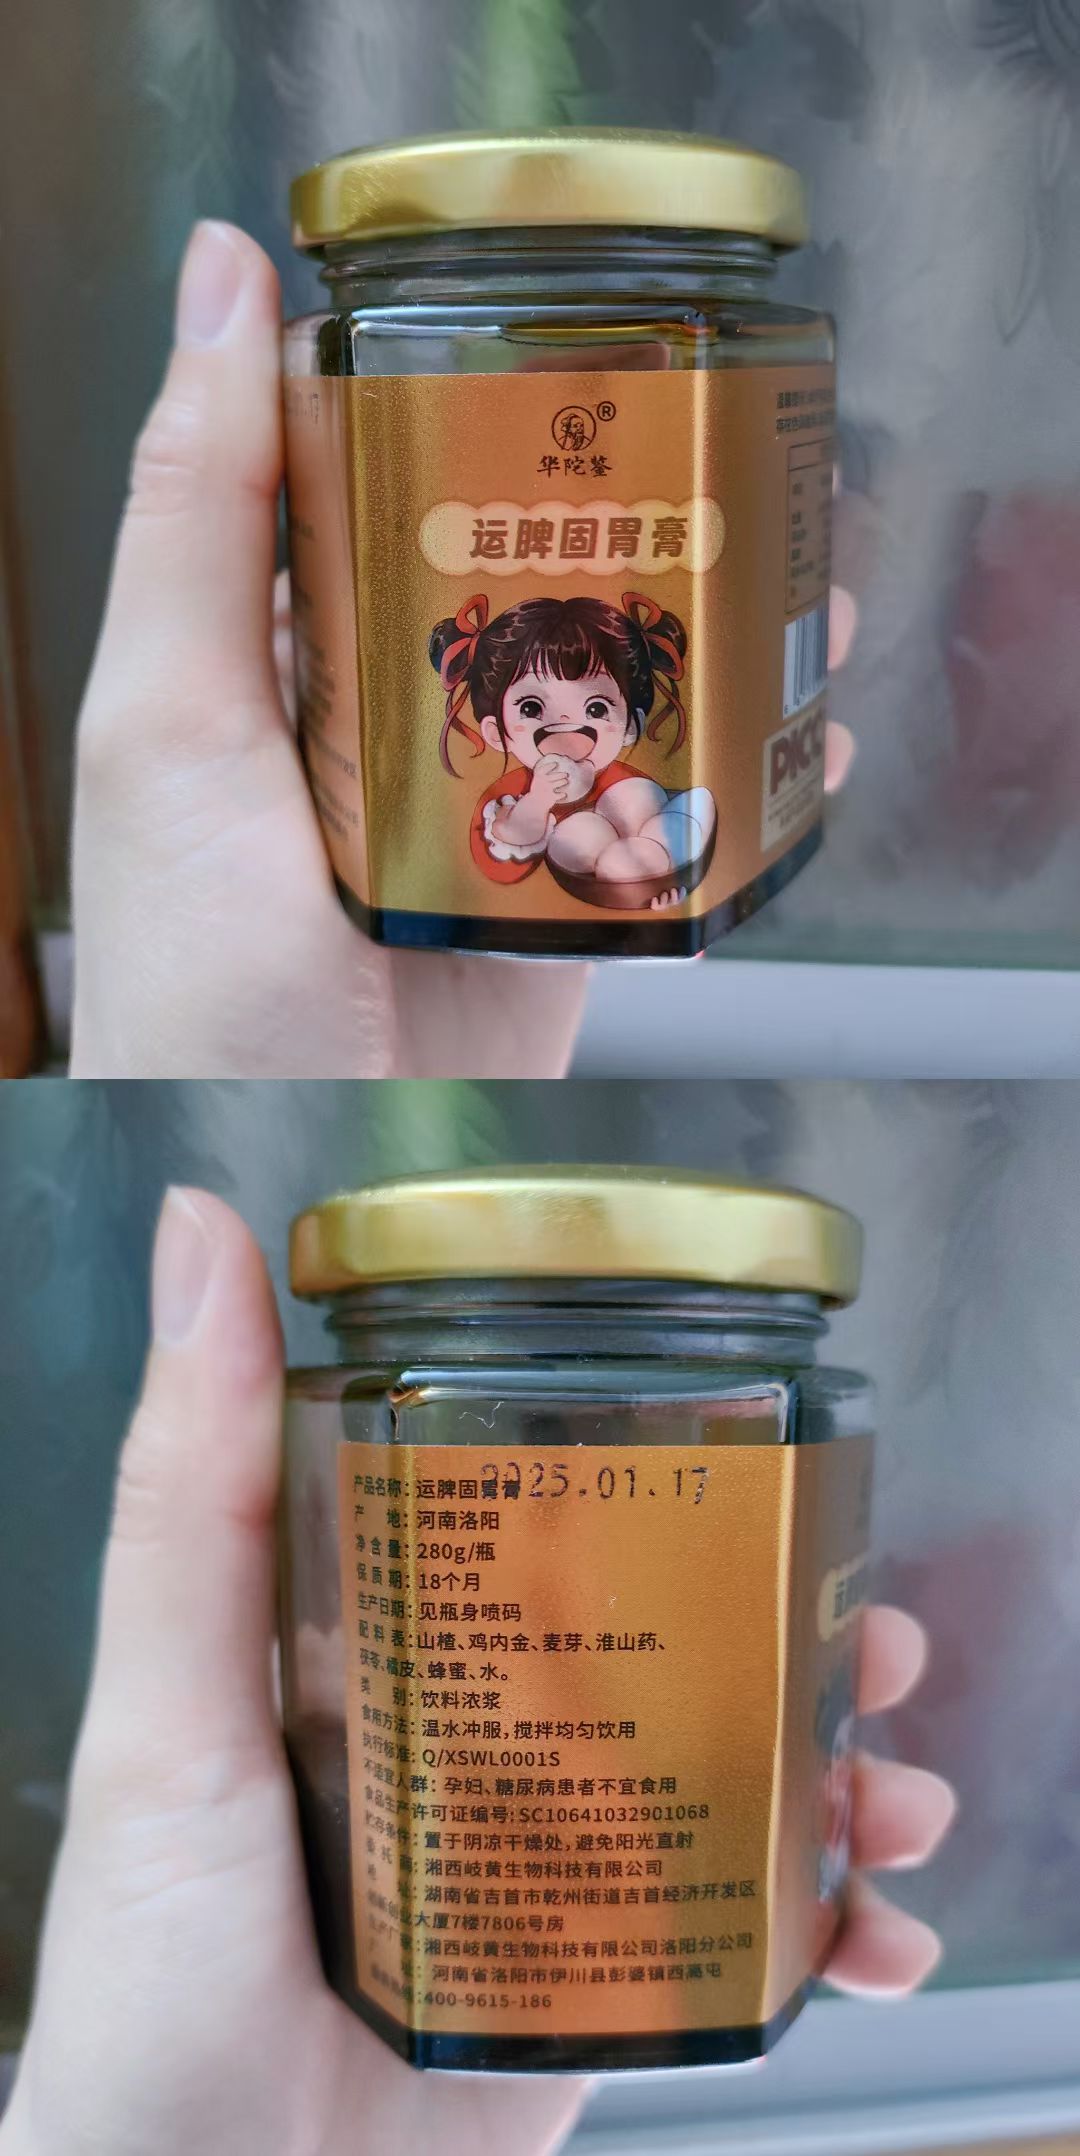 ®
华陀鉴
运脾固胃膏
PICC
2025.01.17
产品名称：运脾固胃膏
产 地：河南洛阳
净含量：280g/瓶
保质期：18个月
生产日期：见瓶身喷码
配料表：山楂、鸡内金、麦芽、淮山药、
茯苓、橘皮、蜂蜜、水。
类 别：饮料浓浆
食用方法：温水冲服，搅拌均匀饮用
执行标准：Q/XSWL0001S
不适宜人群：孕妇、糖尿病患者不宜食用
食品生产许可证编号：SC10641032901068
贮存条件：置于阴凉干燥处，避免阳光直射
委托商：湘西岐黄生物科技有限公司
地 址：湖南省吉首市乾州街道吉首经济开发区
创新创业大厦7楼7806号房
生产厂家：湘西岐黄生物科技有限公司洛阳分公司
址：河南省洛阳市伊川县彭婆镇西高屯
：400-9615-186